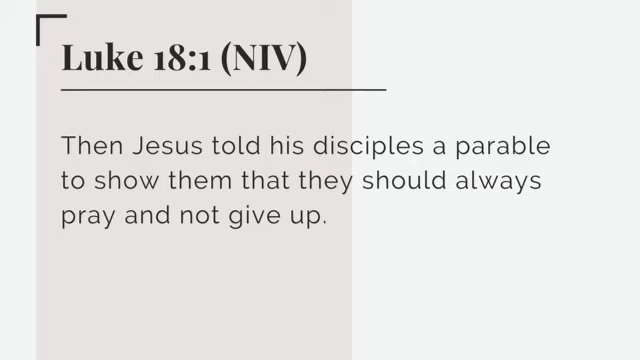 Luke 18:1 (NIV)
Then Jesus told his disciples a parable
to show them that they should always
pray and not give up.